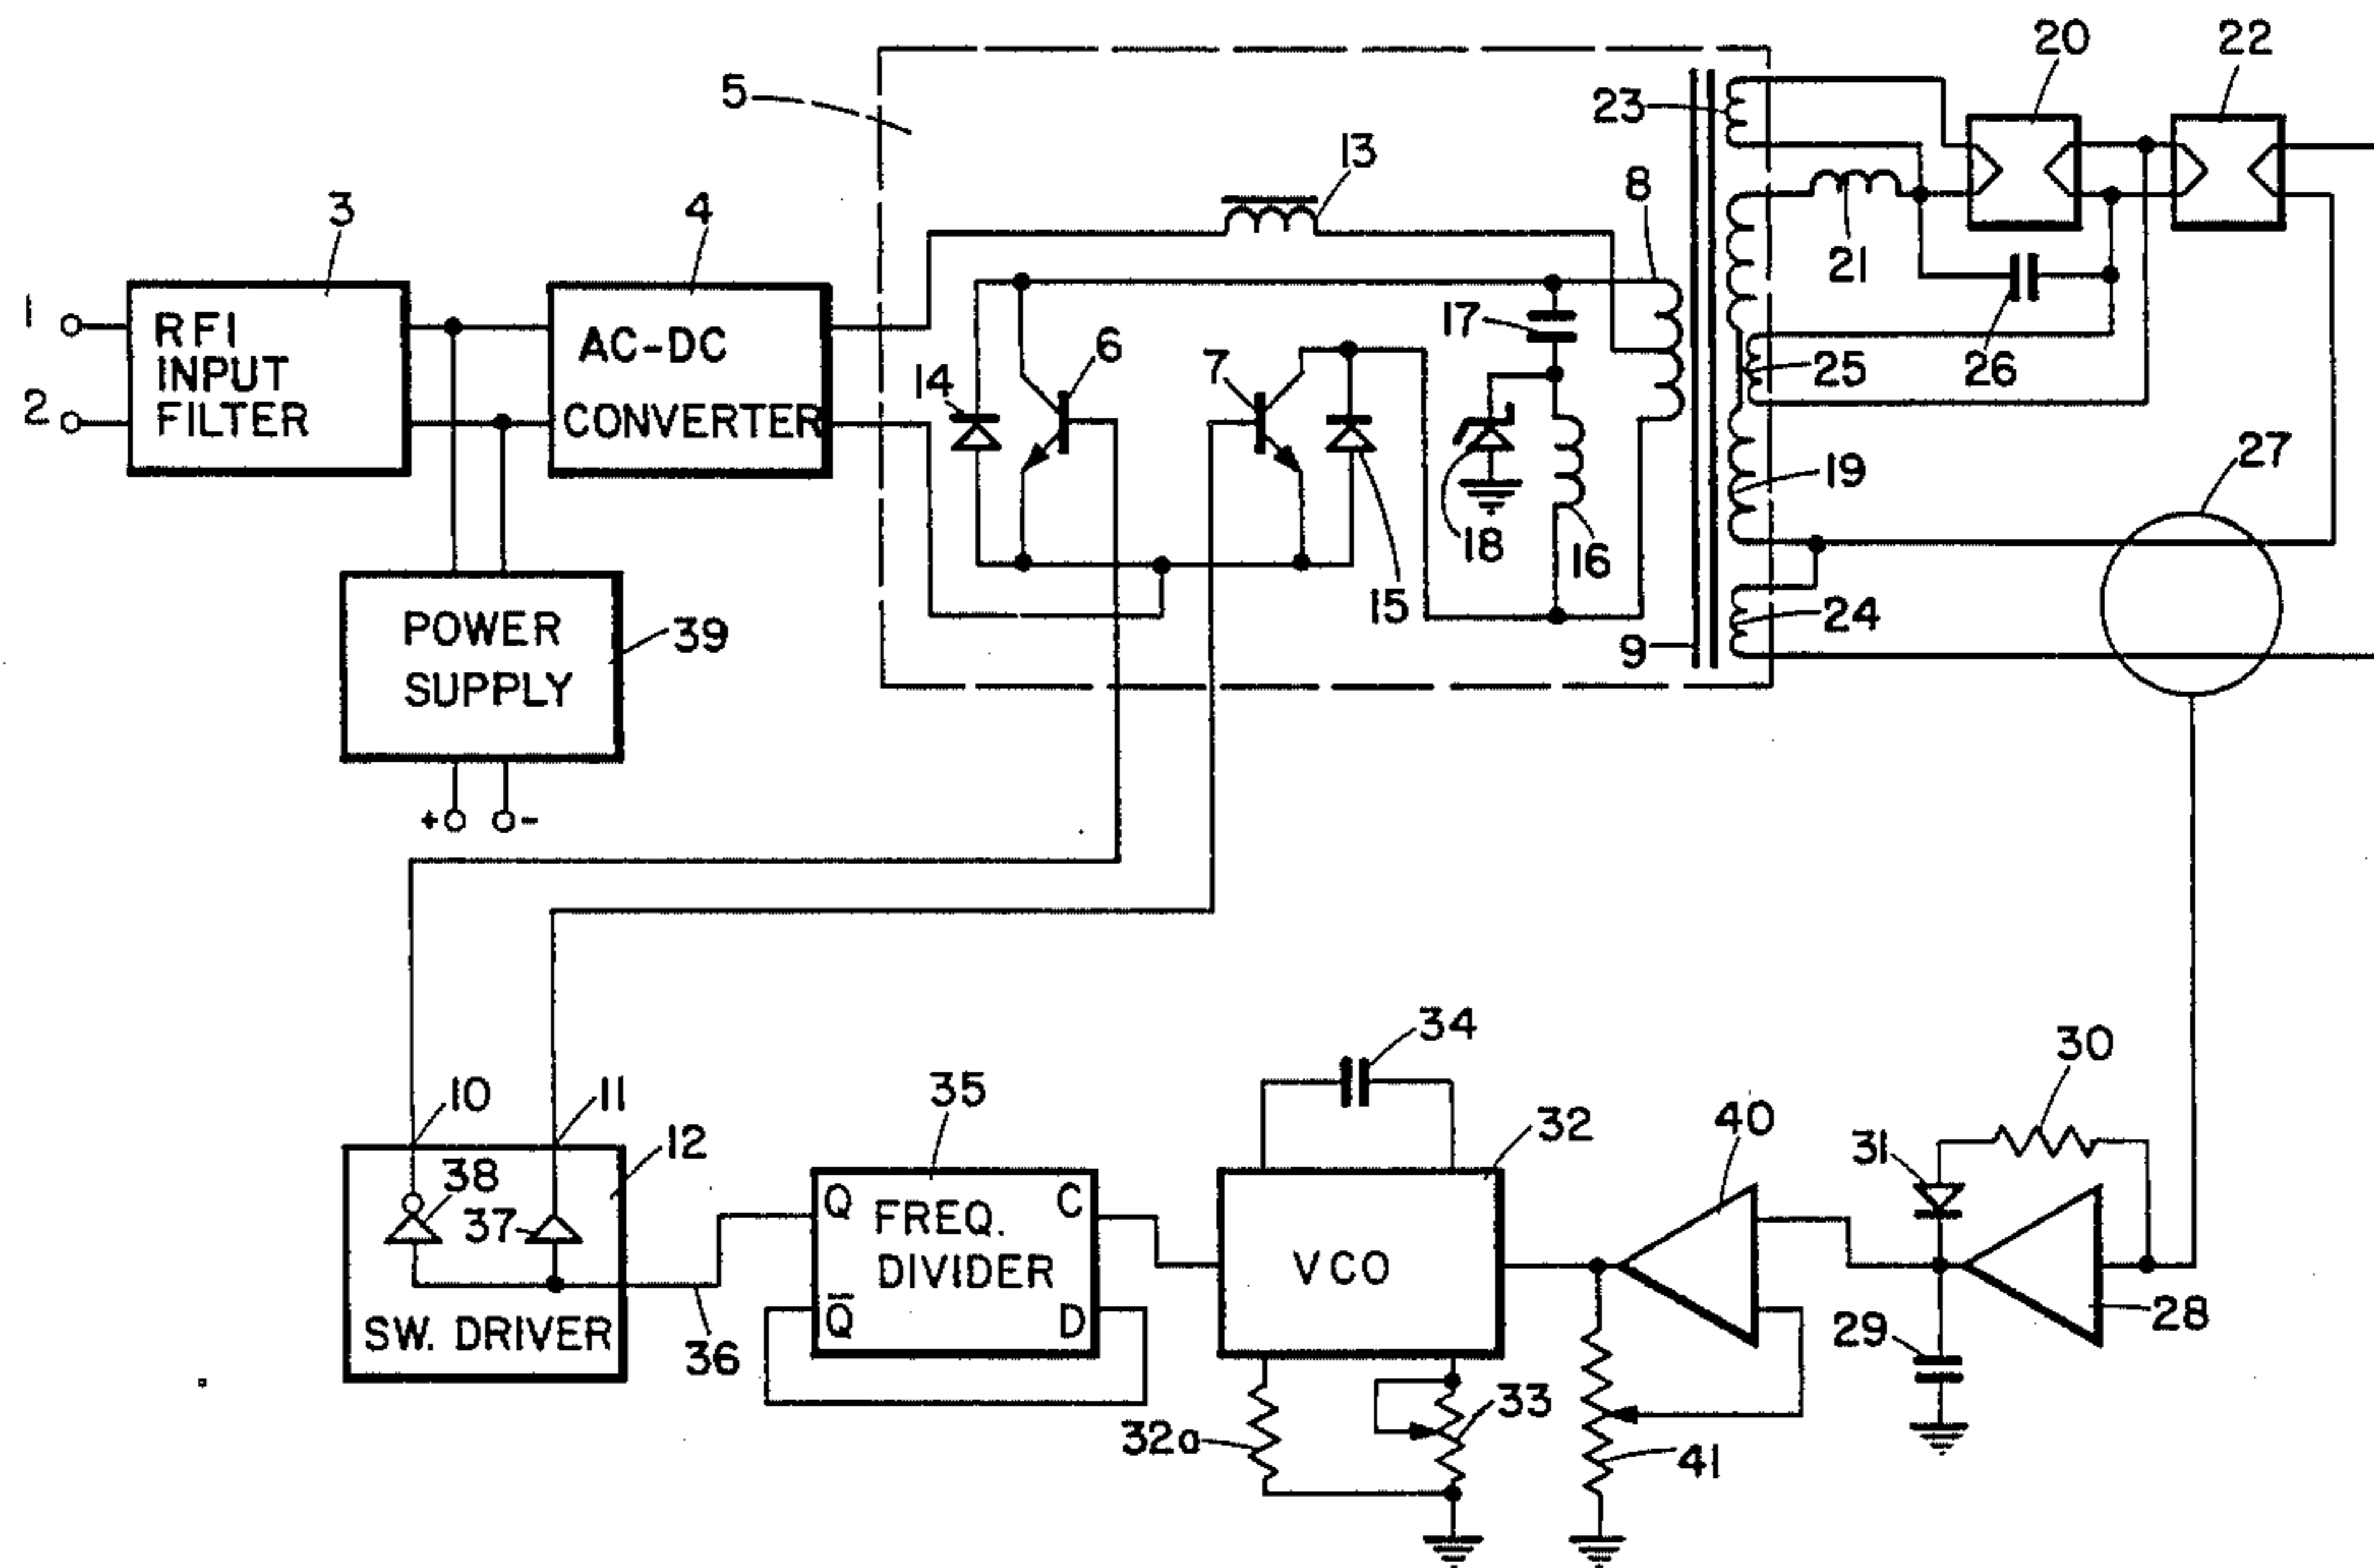 20
22
5
23
13
8
3
4
21
RFI
INPUT
FILTER
1
2
AC-DC
CONVERTER
17
6
7
14
25
26
27
19
18
16
15
24
9
POWER
SUPPLY
39
+
-
34
30
10
11
35
32
40
31
12
38
37
Q
C
FREQ.
DIVIDER
Q̅
D
VCO
28
SW. DRIVER
36
29
32a
33
41